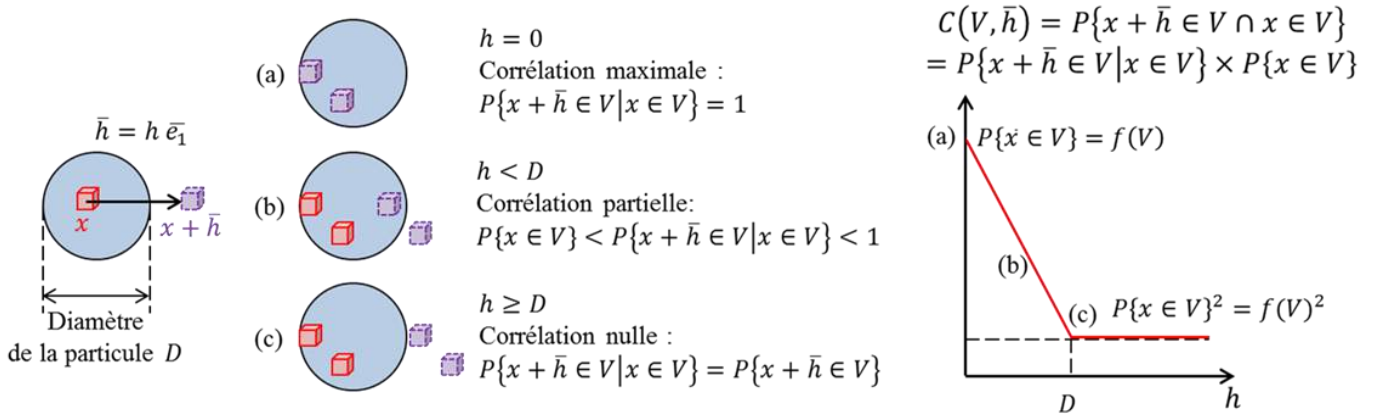 h̄ = h ē₁
x
x + h̄
Diamètre
de la particule D
(a)
h = 0
Corrélation maximale :
P{x + h̄ ∈ V|x ∈ V} = 1
(b)
h < D
Corrélation partielle:
P{x ∈ V} < P{x + h̄ ∈ V|x ∈ V} < 1
(c)
h ≥ D
Corrélation nulle :
P{x + h̄ ∈ V|x ∈ V} = P{x + h̄ ∈ V}
C(V, h̄) = P{x + h̄ ∈ V ∩ x ∈ V}
= P{x + h̄ ∈ V|x ∈ V} × P{x ∈ V}
(a) P{x ∈ V} = f(V)
(b)
(c) P{x ∈ V}² = f(V)²
D
h